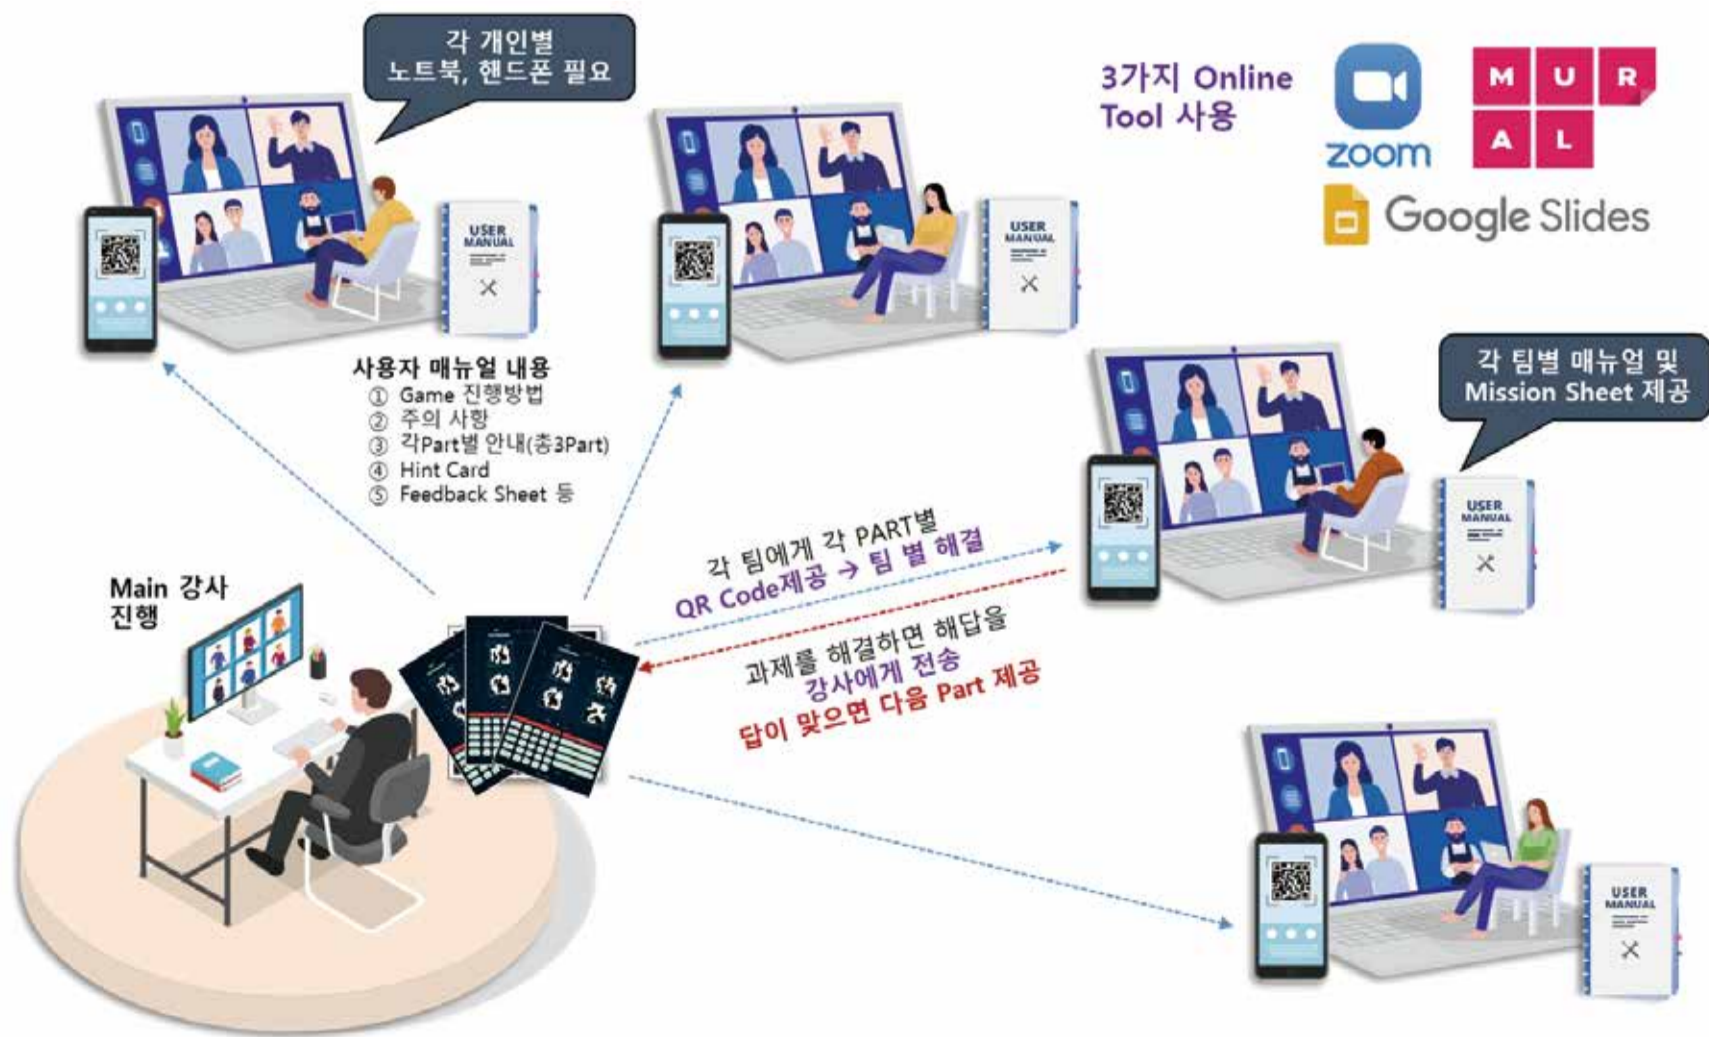 각 개인별
노트북, 핸드폰 필요
3가지 Online
Tool 사용
zoom
M U R
A L
Google Slides
USER
MANUAL
USER
MANUAL
사용자 매뉴얼 내용
① Game 진행방법
② 주의 사항
③ 각Part별 안내(총3Part)
④ Hint Card
⑤ Feedback Sheet 등
각 팀별 매뉴얼 및
Mission Sheet 제공
USER
MANUAL
각 팀에게 각 PART별
QR Code제공 → 팀 별 해결
과제를 해결하면 해답을
강사에게 전송
답이 맞으면 다음 Part 제공
Main 강사
진행
USER
MANUAL